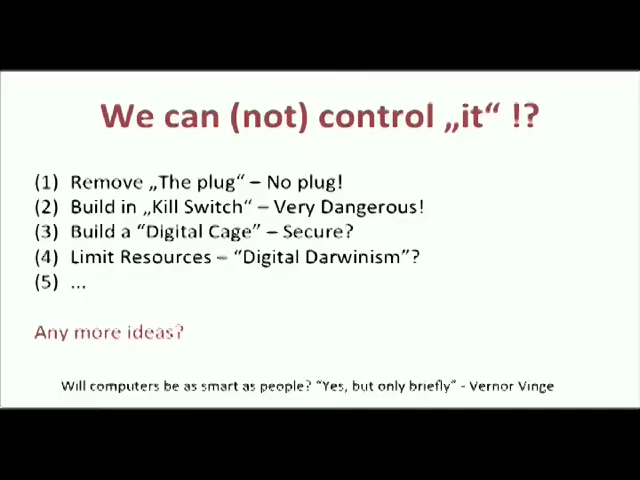 We can (not) control „it“ !?
(1) Remove „The plug“ – No plug!
(2) Build in „Kill Switch“ – Very Dangerous!
(3) Build a “Digital Cage” – Secure?
(4) Limit Resources – “Digital Darwinism”?
(5) ...
Any more ideas?
Will computers be as smart as people? “Yes, but only briefly” - Vernor Vinge